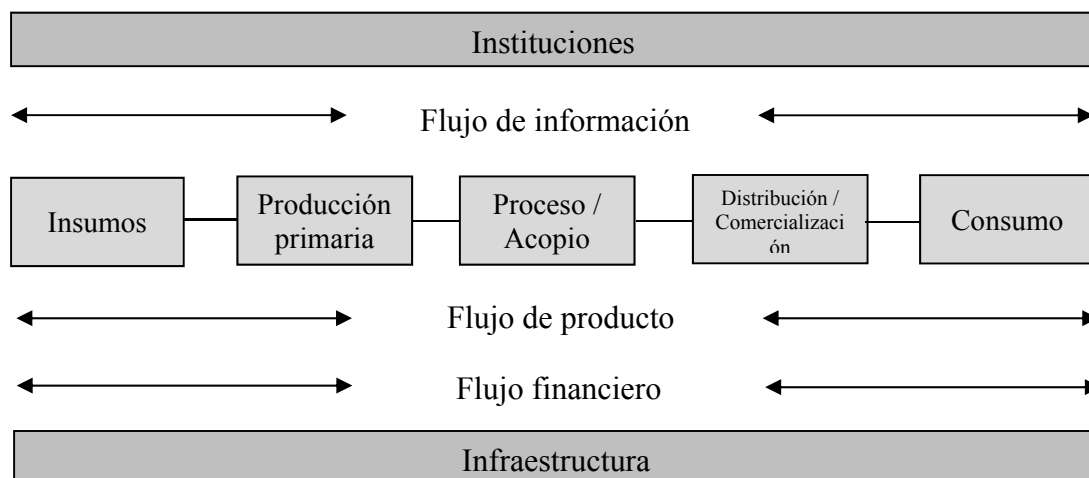 Instituciones
Flujo de información
Insumos
Producción
primaria
Proceso /
Acopio
Distribución /
Comercializaci
ón
Consumo
Flujo de producto
Flujo financiero
Infraestructura